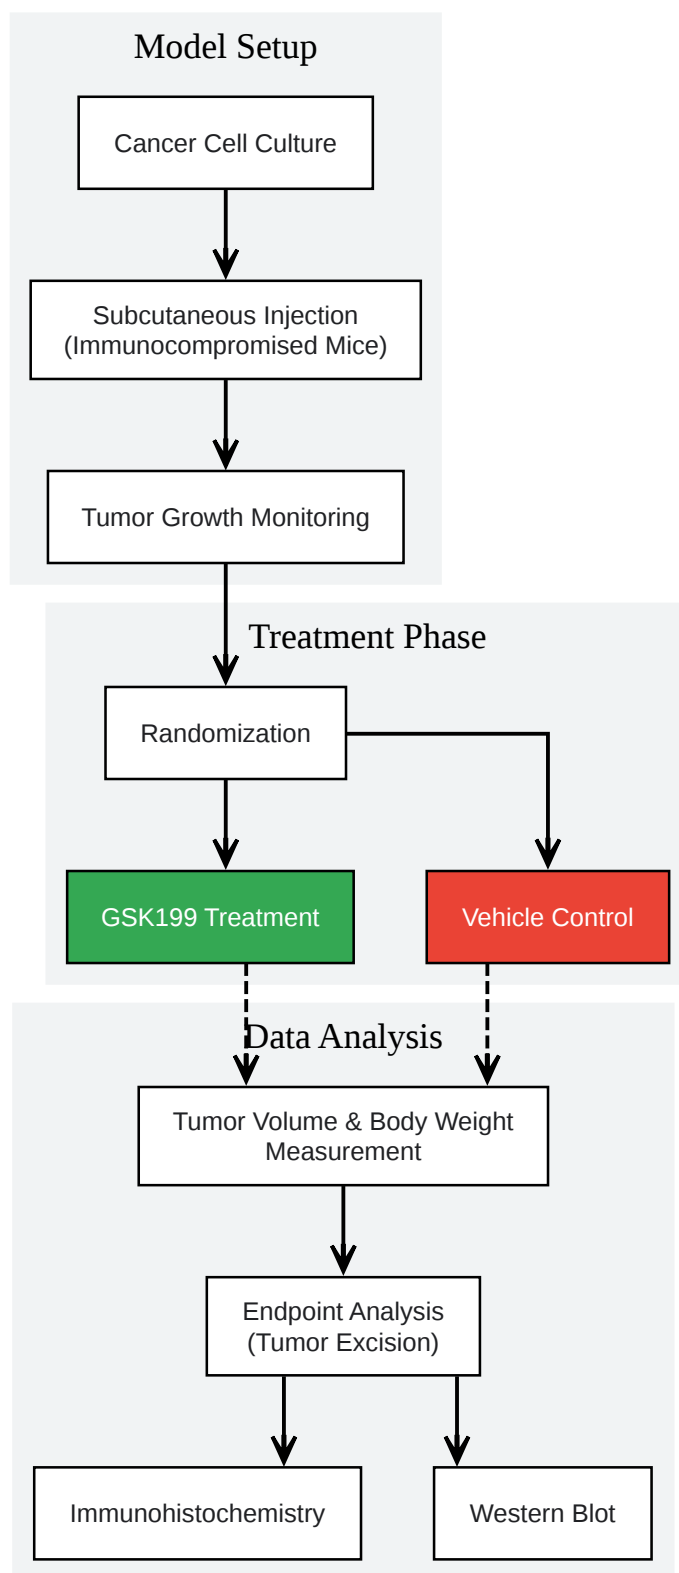 Model Setup
Cancer Cell Culture
Subcutaneous Injection
(Immunocompromised Mice)
Tumor Growth Monitoring
Treatment Phase
Randomization
GSK199 Treatment
Vehicle Control
Data Analysis
Tumor Volume & Body Weight
Measurement
Endpoint Analysis
(Tumor Excision)
Immunohistochemistry
Western Blot